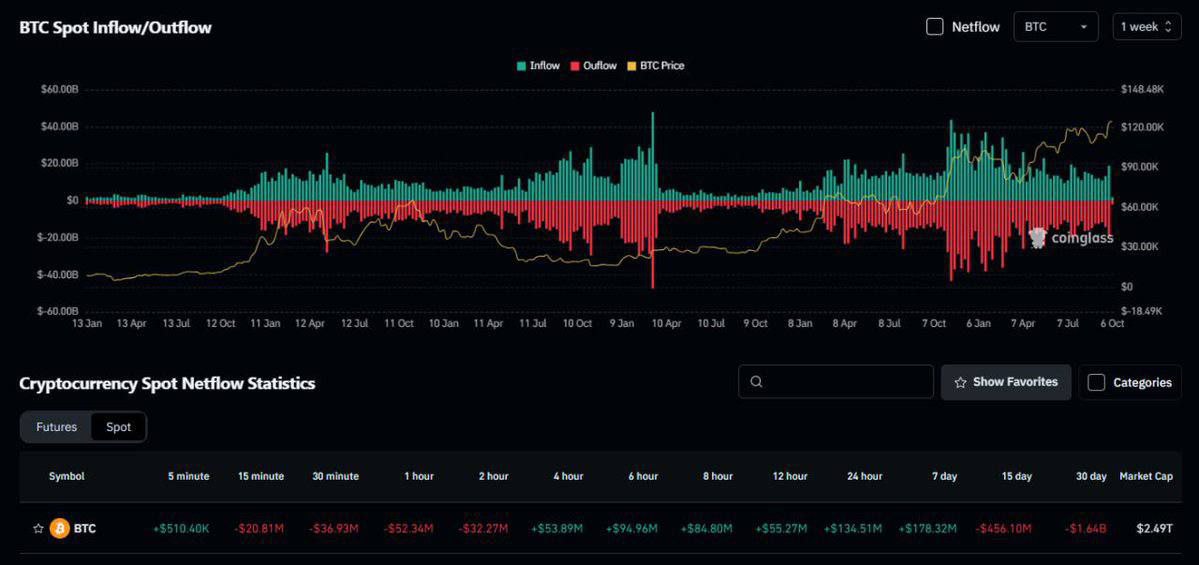 BTC Spot Inflow/Outflow
Netflow BTC 1 week
Inflow Ouflow BTC Price
$60.00B $148.48K
$40.00B $120.00K
$20.00B $90.00K
$0 $60.00K
$-20.00B $30.00K
coinglass
$-40.00B $0
$-60.00B $-18.49K
13 Jan 13 Apr 13 Jul 12 Oct 11 Jan 12 Apr 12 Jul 11 Oct 10 Jan 11 Apr 11 Jul 10 Oct 9 Jan 10 Apr 10 Jul 9 Oct 8 Jan 8 Apr 8 Jul 7 Oct 6 Jan 7 Apr 7 Jul 6 Oct
Cryptocurrency Spot Netflow Statistics
Show Favorites Categories
Futures Spot
Symbol 5 minute 15 minute 30 minute 1 hour 2 hour 4 hour 6 hour 8 hour 12 hour 24 hour 7 day 15 day 30 day Market Cap
BTC +$510.40K -$20.81M -$36.93M -$52.34M -$32.27M +$53.89M +$94.96M +$84.80M +$55.27M +$134.51M +$178.32M -$456.10M -$1.64B $2.49T